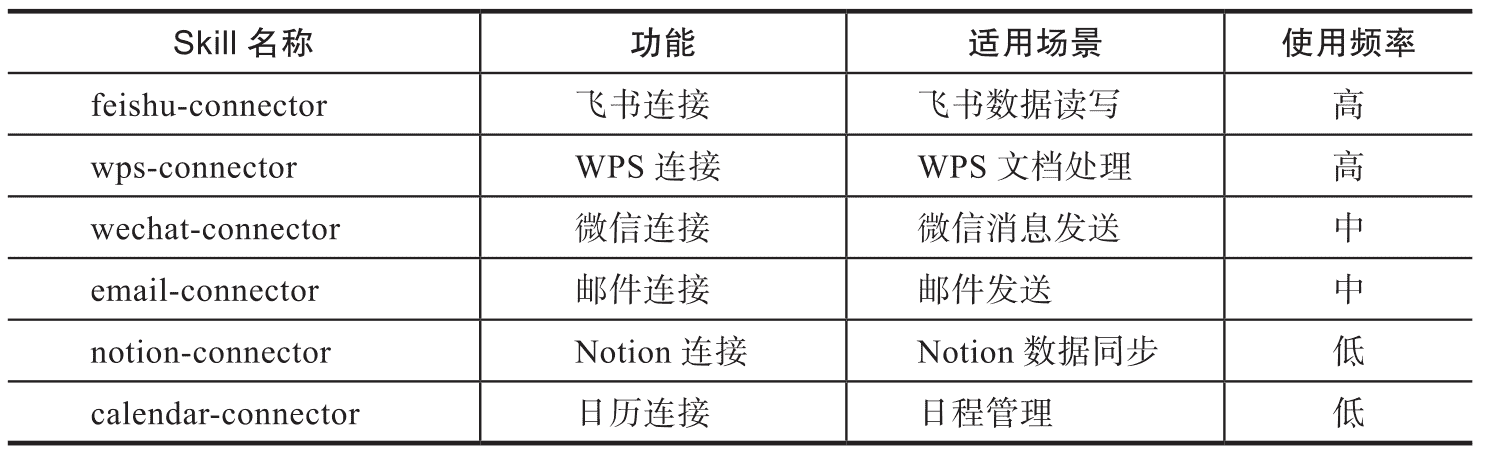 Skill 名称 功能 适用场景 使用频率
feishu-connector 飞书连接 飞书数据读写 高
wps-connector WPS 连接 WPS 文档处理 高
wechat-connector 微信连接 微信消息发送 中
email-connector 邮件连接 邮件发送 中
notion-connector Notion 连接 Notion 数据同步 低
calendar-connector 日历连接 日程管理 低